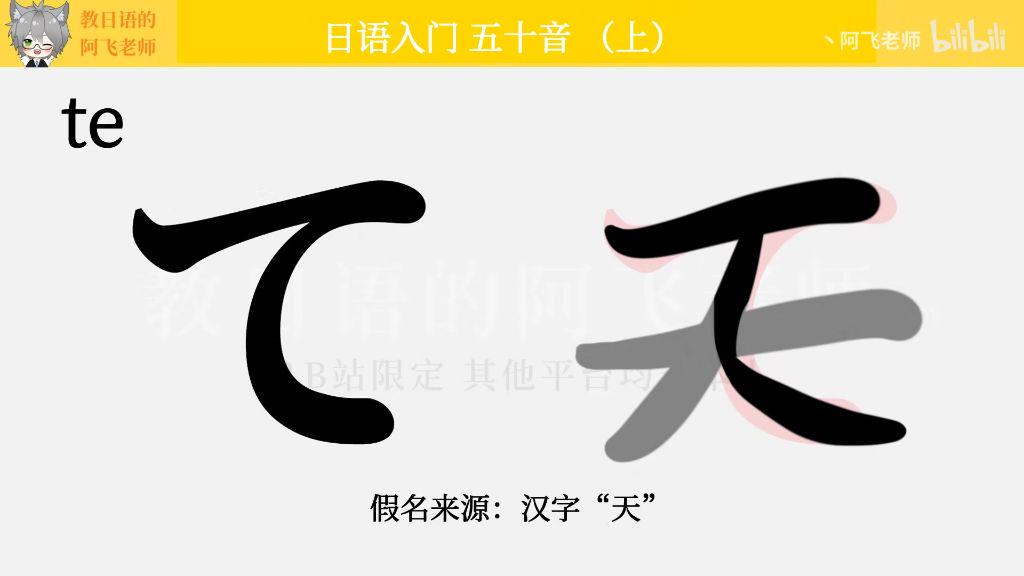 教日语的
阿飞老师
日语入门 五十音 （上）
丶阿飞老师 bilibili
te
て 天
教日语的阿飞老师
B站限定 其他平台均
假名来源：汉字“天”